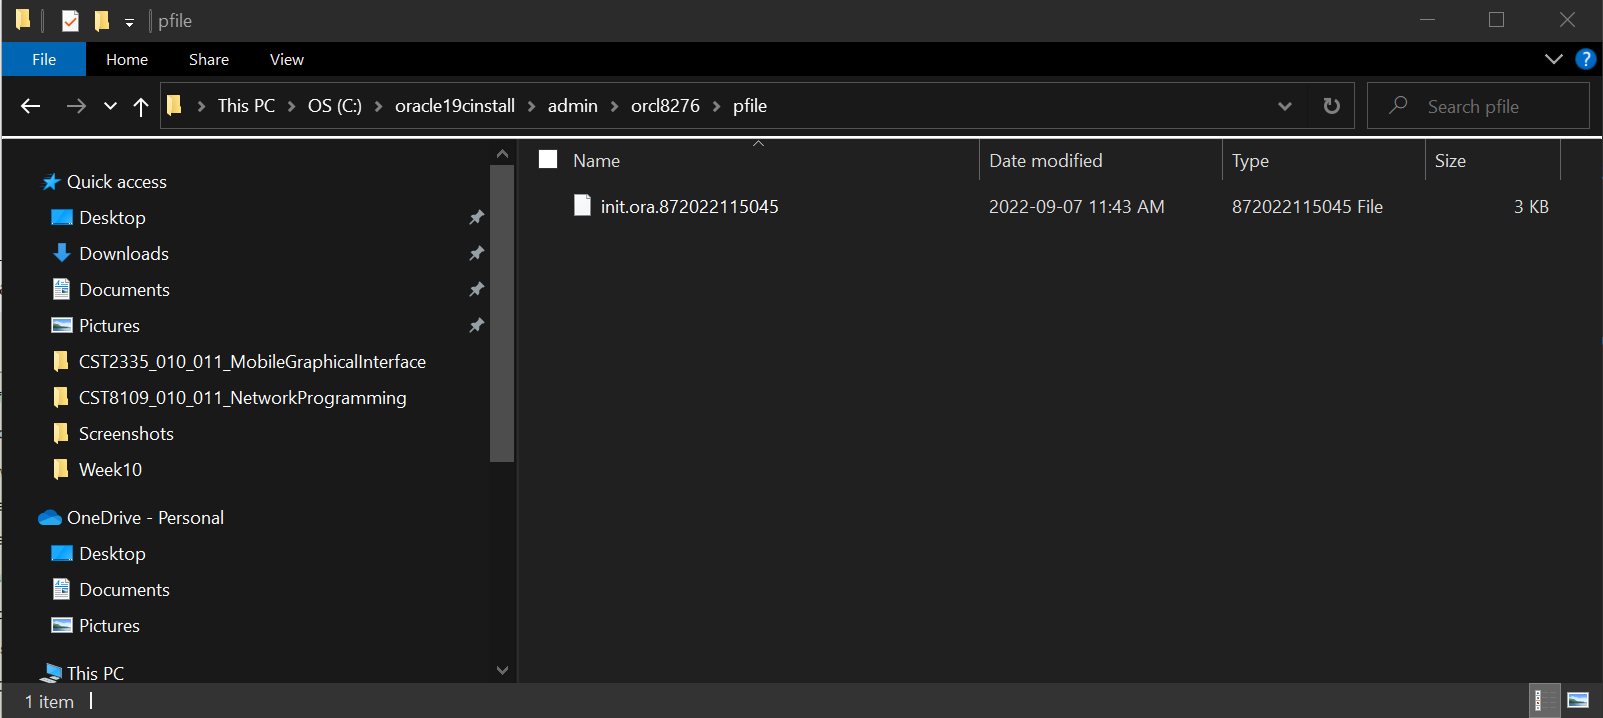 pfile
File Home Share View
This PC OS (C:) oracle19cinstall admin orcl8276 pfile Search pfile
Name Date modified Type Size
init.ora.872022115045 2022-09-07 11:43 AM 872022115045 File 3 KB
Quick access
Desktop
Downloads
Documents
Pictures
CST2335_010_011_MobileGraphicalInterface
CST8109_010_011_NetworkProgramming
Screenshots
Week10
OneDrive - Personal
Desktop
Documents
Pictures
This PC
1 item